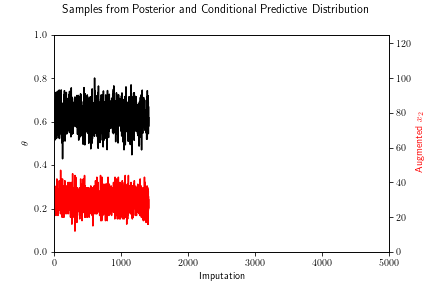 Samples from Posterior and Conditional Predictive Distribution
1.0
0.8
0.6
0.4
0.2
0.0
θ
0 1000 2000 3000 4000 5000
Imputation
120
100
80
60
40
20
0
Augmented x₂